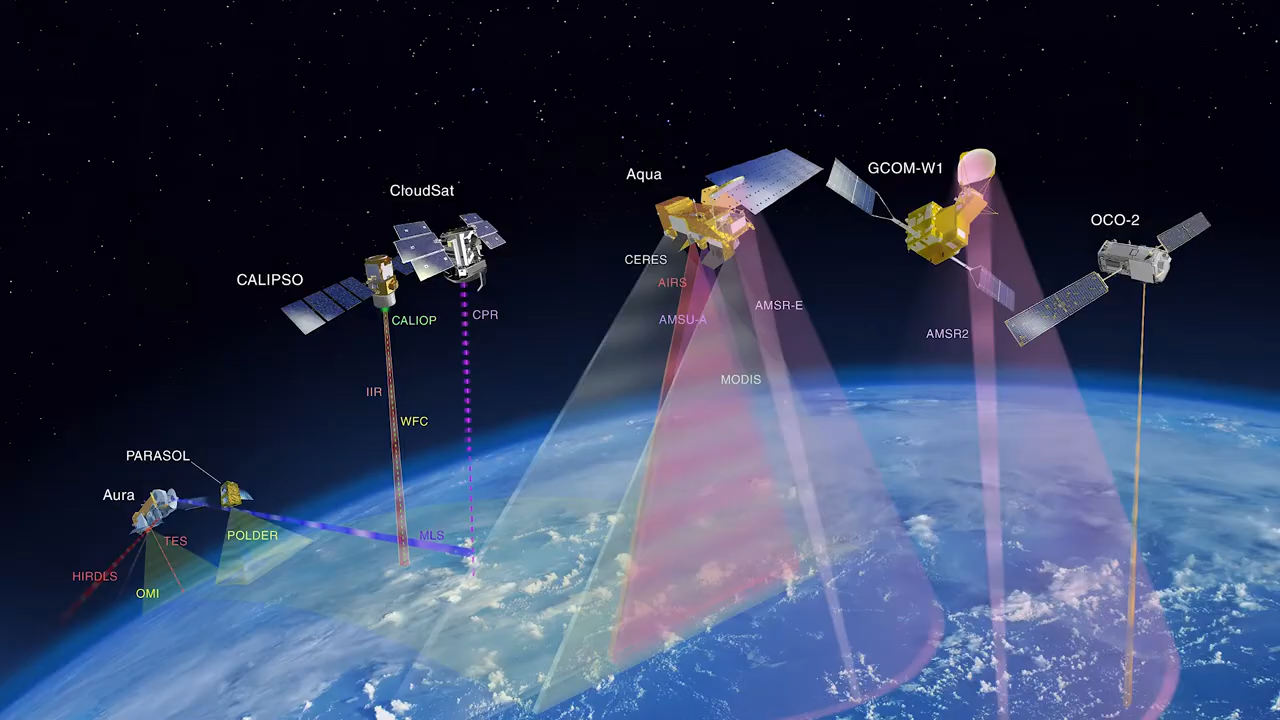 GCOM-W1
Aqua
CloudSat
OCO-2
CERES
CALIPSO
AIRS
AMSR-E
CPR
CALIOP
AMSU-A
AMSR2
MODIS
IIR
WFC
PARASOL
Aura
POLDER
MLS
TES
HIRDLS
OMI